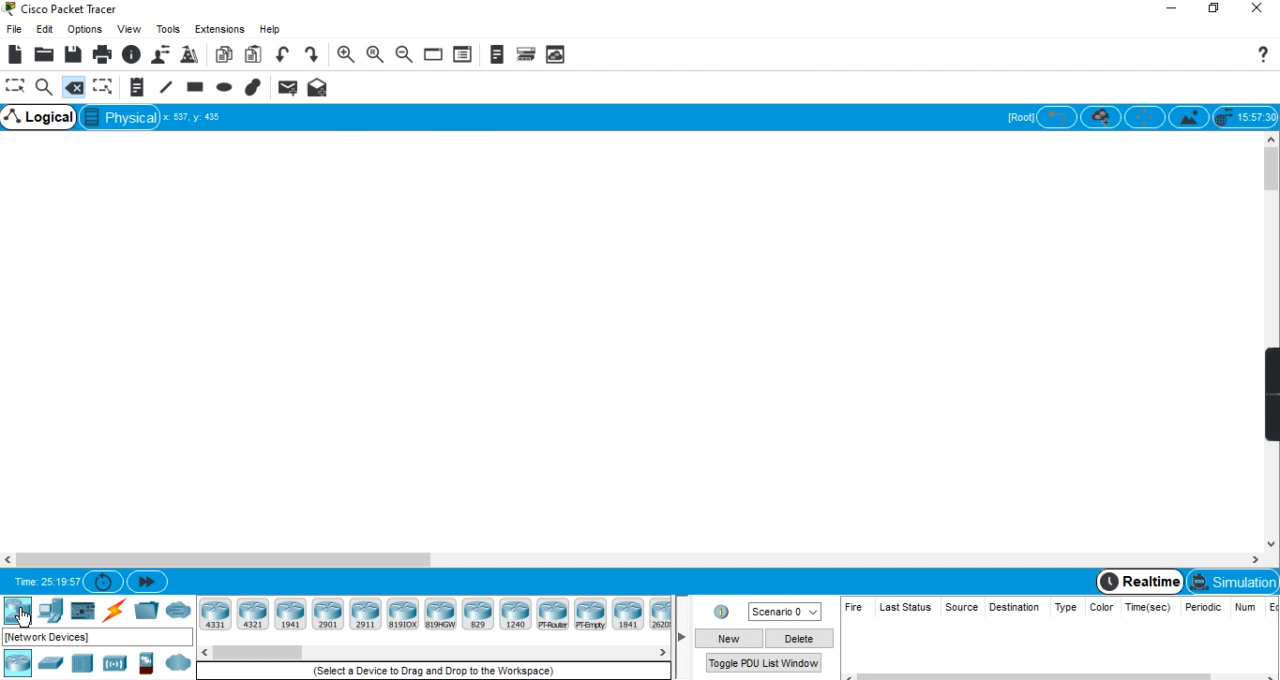 Cisco Packet Tracer
File Edit Options View Tools Extensions Help
?
Logical Physical x: 537, y: 435 [Root] 15:57:30
Time: 25:19:57 Realtime Simulation
[Network Devices]
4331 4321 1941 2901 2911 819IOX 819HGW 829 1240 PT-Router PT-Empty 1841 2620X
(Select a Device to Drag and Drop to the Workspace)
Scenario 0
New Delete
Toggle PDU List Window
Fire Last Status Source Destination Type Color Time(sec) Periodic Num Ed